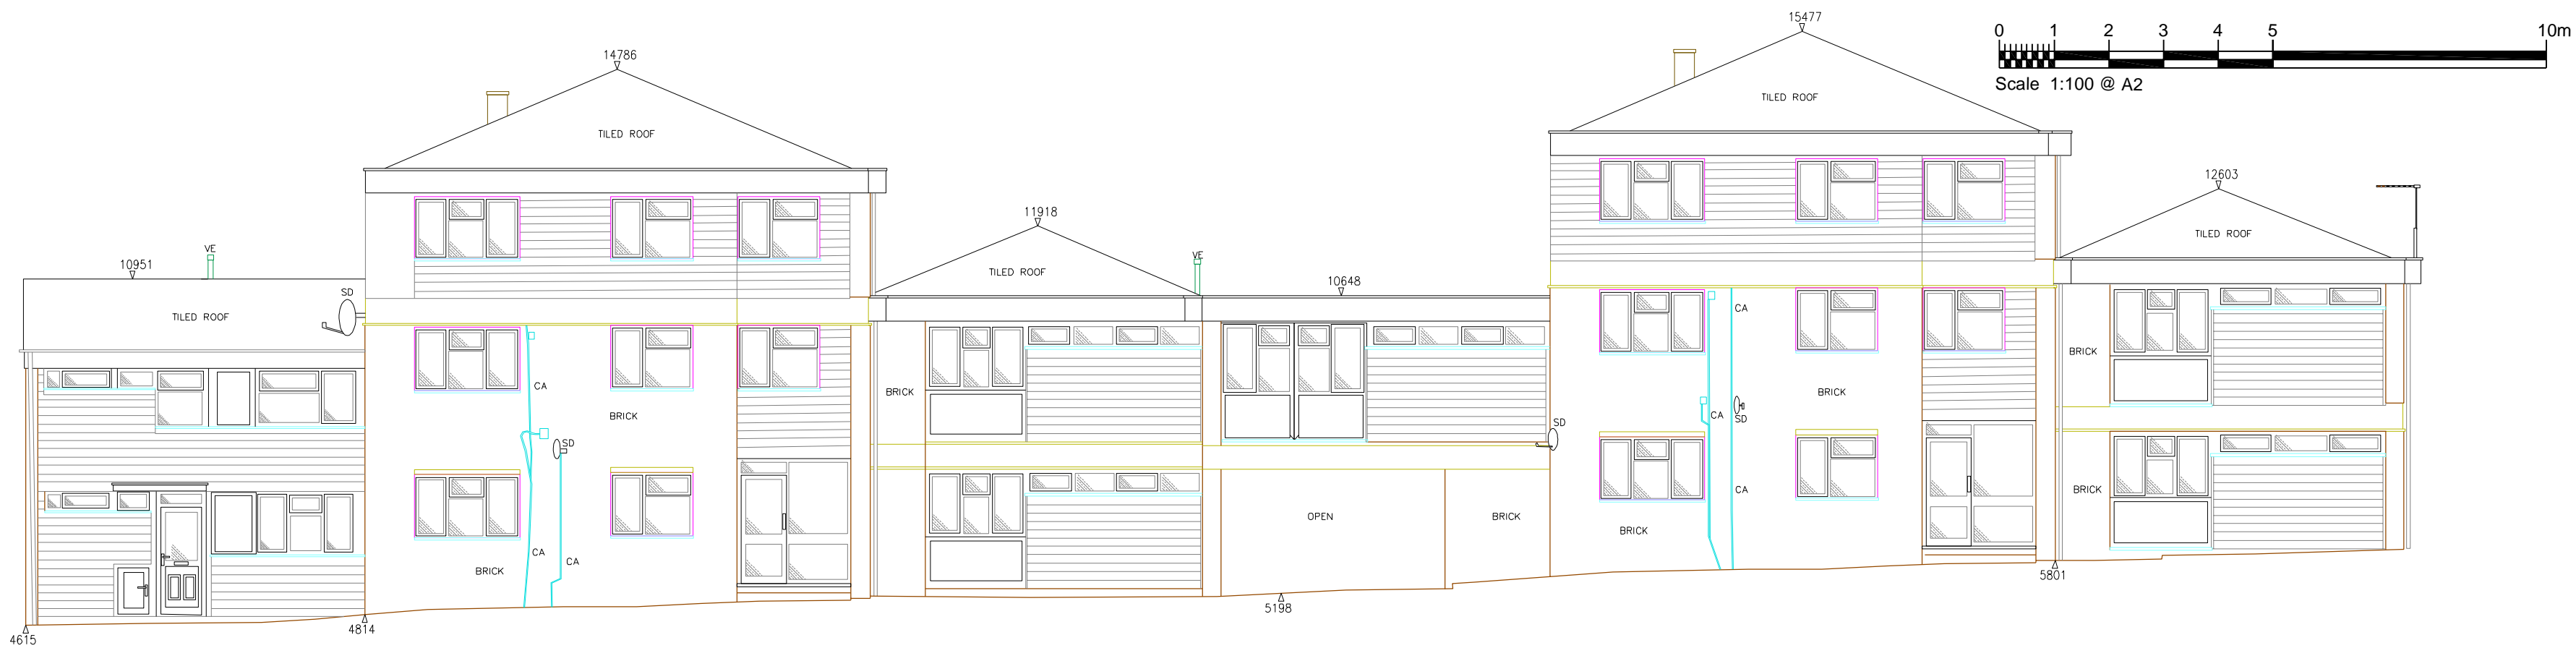 15477
0 1 2 3 4 5 10m
Scale 1:100 @ A2
14786
TILED ROOF
TILED ROOF
12603
11918
TILED ROOF
VE
10951
VE
TILED ROOF
10648
SD
TILED ROOF
CA
BRICK
CA
BRICK
BRICK
BRICK
CA
SD
SD
SD
BRICK
CA
BRICK
OPEN
BRICK
BRICK
CA
CA
BRICK
5801
5198
4814
4615